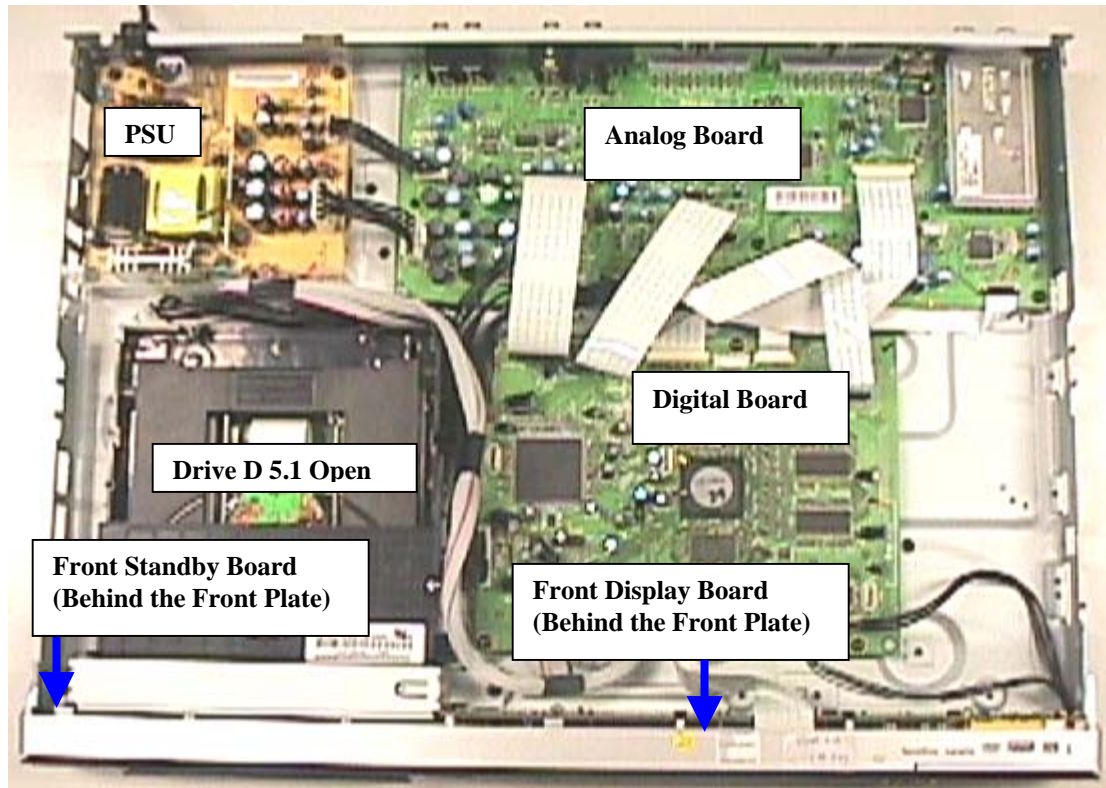 PSU
Analog Board
Digital Board
Drive D 5.1 Open
Front Standby Board
(Behind the Front Plate)
Front Display Board
(Behind the Front Plate)